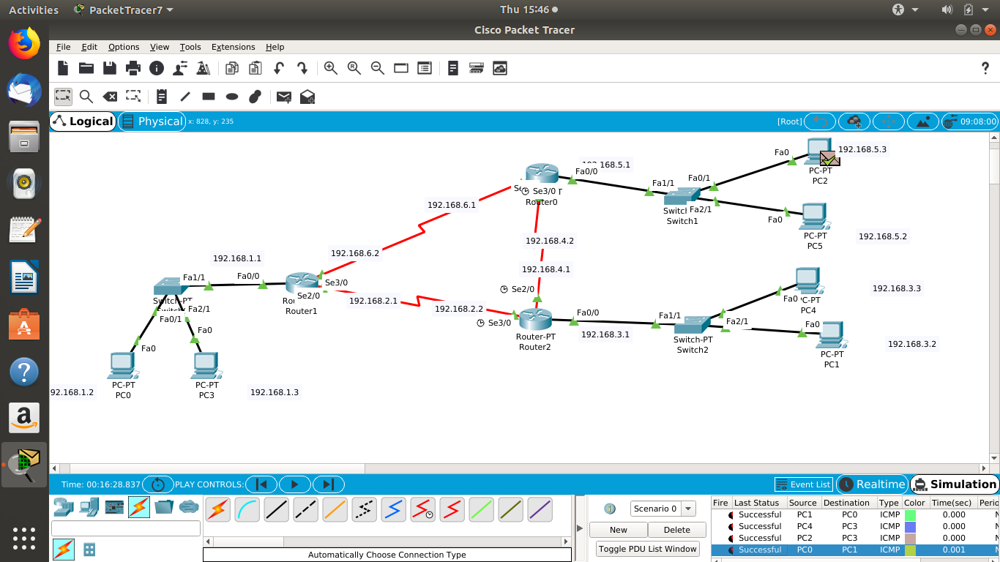 Activities PacketTracer7 Thu 15:46
Cisco Packet Tracer
File Edit Options View Tools Extensions Help
?
Logical Physical x: 828, y: 235 [Root] 09:08:00
Fa0 192.168.5.3
PC-PT
PC2
192.168.5.1
Fa0/0
Fa1/1 Fa0/1
Se3/0
Router0
Fa2/1
Switch1
Fa0
PC-PT
PC5
192.168.5.2
192.168.6.1
192.168.4.2
192.168.6.2
192.168.4.1
192.168.1.1
Fa1/1 Fa0/0
Se3/0
Se2/0
Router1
192.168.2.1
Se2/0
192.168.2.2
Se3/0
Fa0/0
192.168.3.1
Router-PT
Router2
Fa1/1
Fa2/1
Switch-PT
Switch2
Fa0
PC4
192.168.3.3
Fa0
PC-PT
PC1
192.168.3.2
Switch-PT
Fa2/1
Fa0/1
Fa0
Fa0
PC-PT
PC0
PC-PT
PC3
92.168.1.2
192.168.1.3
Time: 00:16:28.837 PLAY CONTROLS: Event List Realtime Simulation
Scenario 0
New Delete
Toggle PDU List Window
Automatically Choose Connection Type
Fire Last Status Source Destination Type Color Time(sec)
Successful PC1 PC0 ICMP 0.000
Successful PC4 PC3 ICMP 0.000
Successful PC2 PC3 ICMP 0.000
Successful PC0 PC1 ICMP 0.001